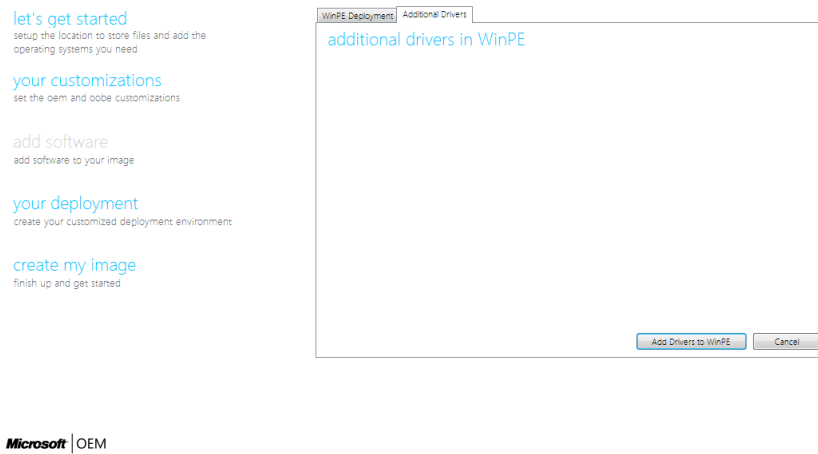 let's get started
setup the location to store files and add the
operating systems you need
your customizations
set the oem and oobe customizations
add software
add software to your image
your deployment
create your customized deployment environment
create my image
finish up and get started
WinPE Deployment
Additional Drivers
additional drivers in WinPE
Add Drivers to WinPE
Cancel
Microsoft OEM